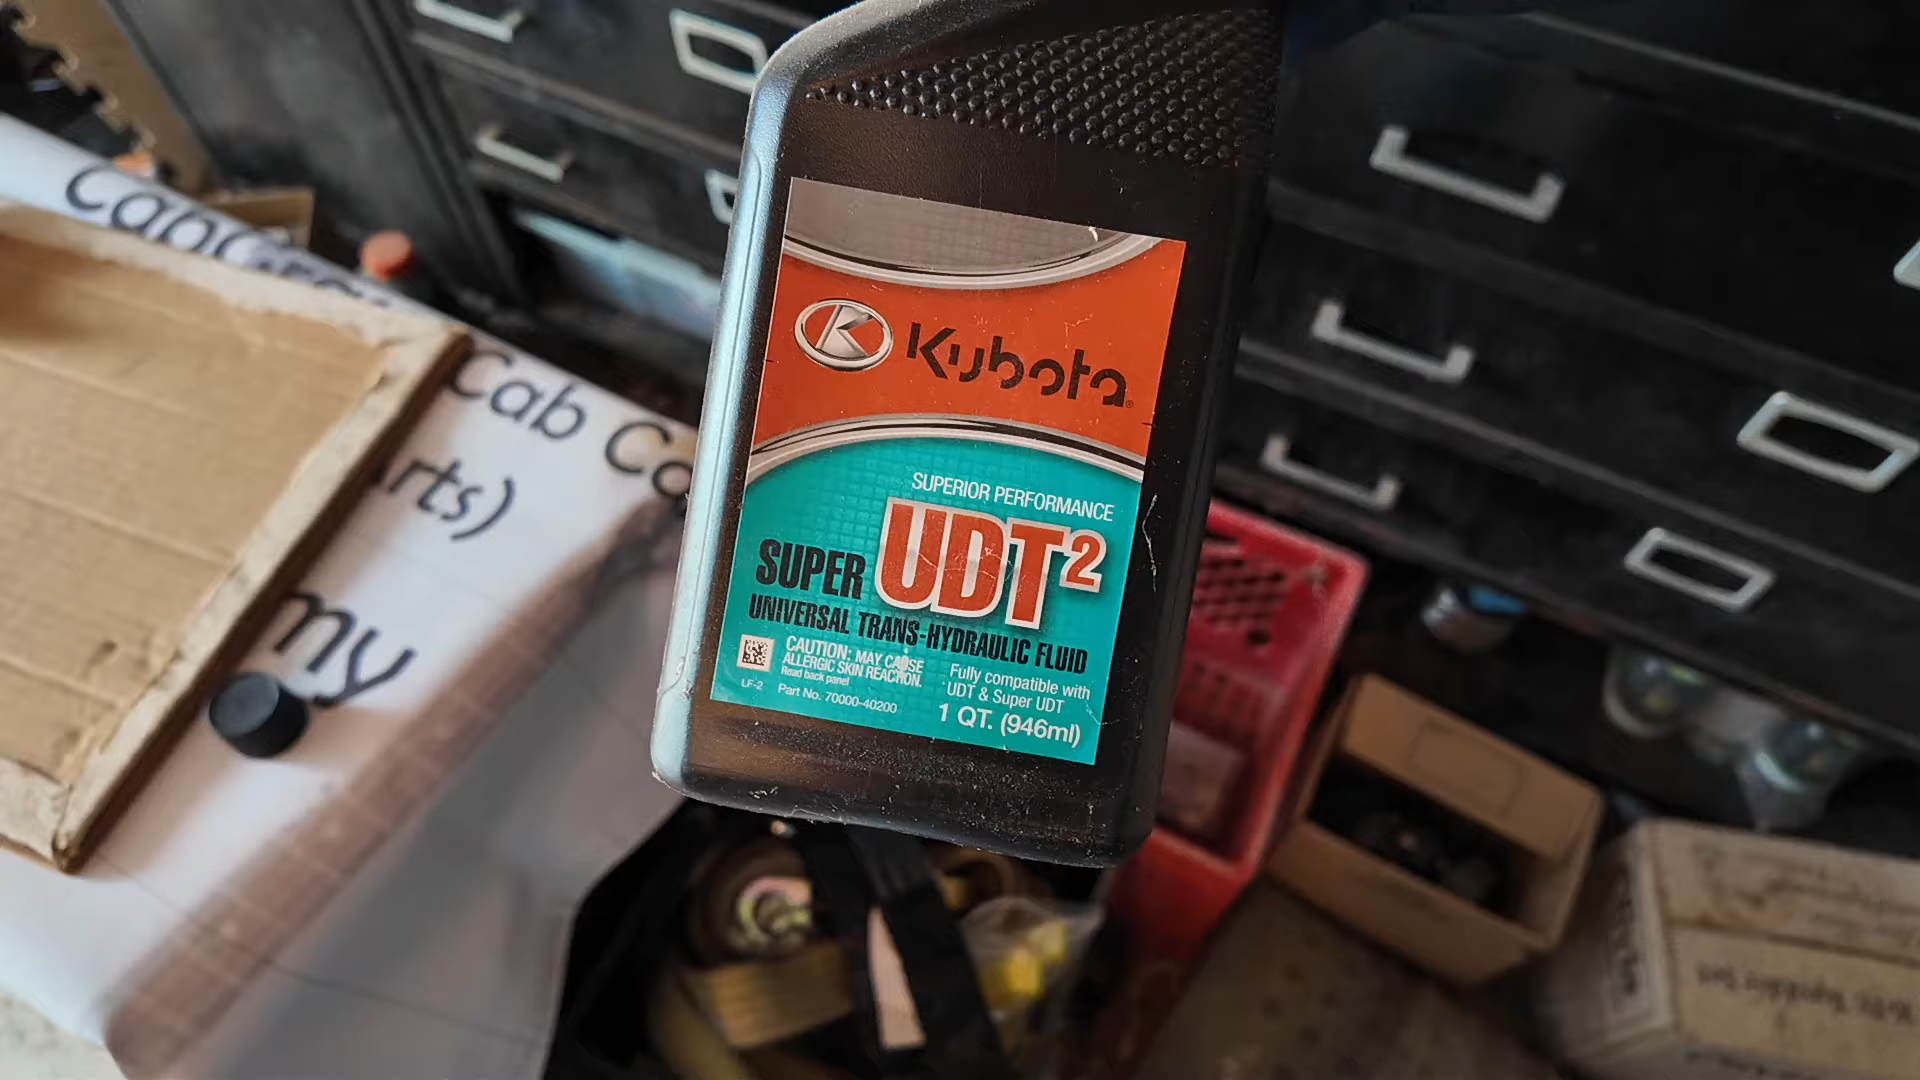 Kubota®
SUPERIOR PERFORMANCE
SUPER UDT2
UNIVERSAL TRANS-HYDRAULIC FLUID
CAUTION: MAY CAUSE
ALLERGIC SKIN REACTION.
Read back panel
LF-2 Part No. 70000-40200
Fully compatible with
UDT & Super UDT
1 QT. (946ml)
Cab Co
rts)
my